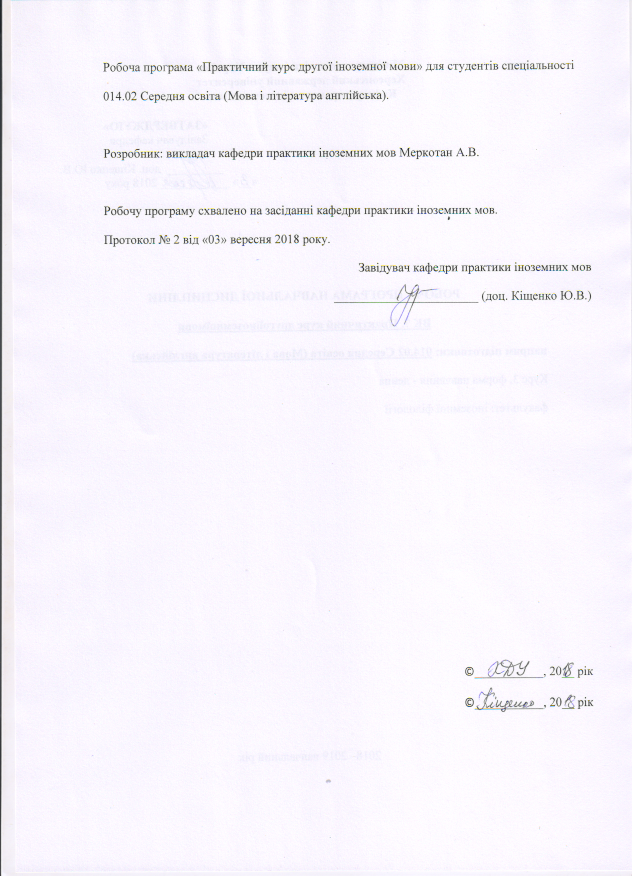 Робоча програма «Практичний курс другої іноземної мови» для студентів спеціальності
014.02 Середня освіта (Мова і література англійська).
Розробник: викладач кафедри практики іноземних мов Меркотан А.В.
Робочу програму схвалено на засіданні кафедри практики іноземних мов.
Протокол № 2 від «03» вересня 2018 року.
Завідувач кафедри практики іноземних мов
(доц. Кіщенко Ю.В.)
© ХДУ, 2018 рік
© Кіщенко, 2018 рік